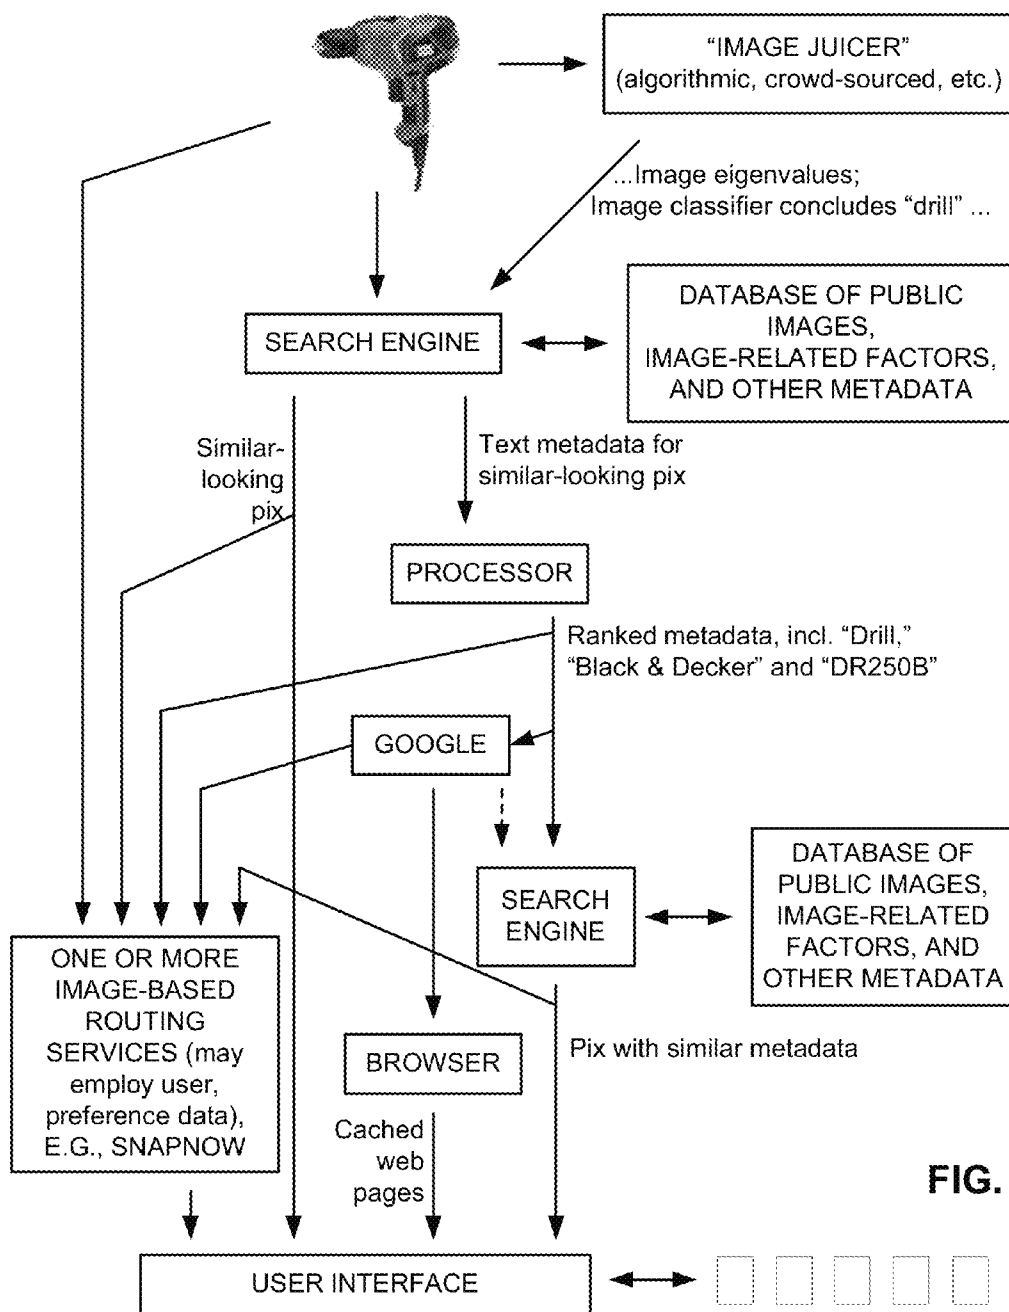 “IMAGE JUICER”
(algorithmic, crowd-sourced, etc.)
...Image eigenvalues;
Image classifier concludes “drill” ...
SEARCH ENGINE
DATABASE OF PUBLIC
IMAGES,
IMAGE-RELATED FACTORS,
AND OTHER METADATA
Similar-
looking
pix
Text metadata for
similar-looking pix
PROCESSOR
Ranked metadata, incl. “Drill,”
“Black & Decker” and “DR250B”
GOOGLE
SEARCH
ENGINE
DATABASE OF
PUBLIC IMAGES,
IMAGE-RELATED
FACTORS, AND
OTHER METADATA
ONE OR MORE
IMAGE-BASED
ROUTING
SERVICES (may
employ user,
preference data),
E.G., SNAPNOW
BROWSER
Pix with similar metadata
Cached
web
pages
FIG.
USER INTERFACE